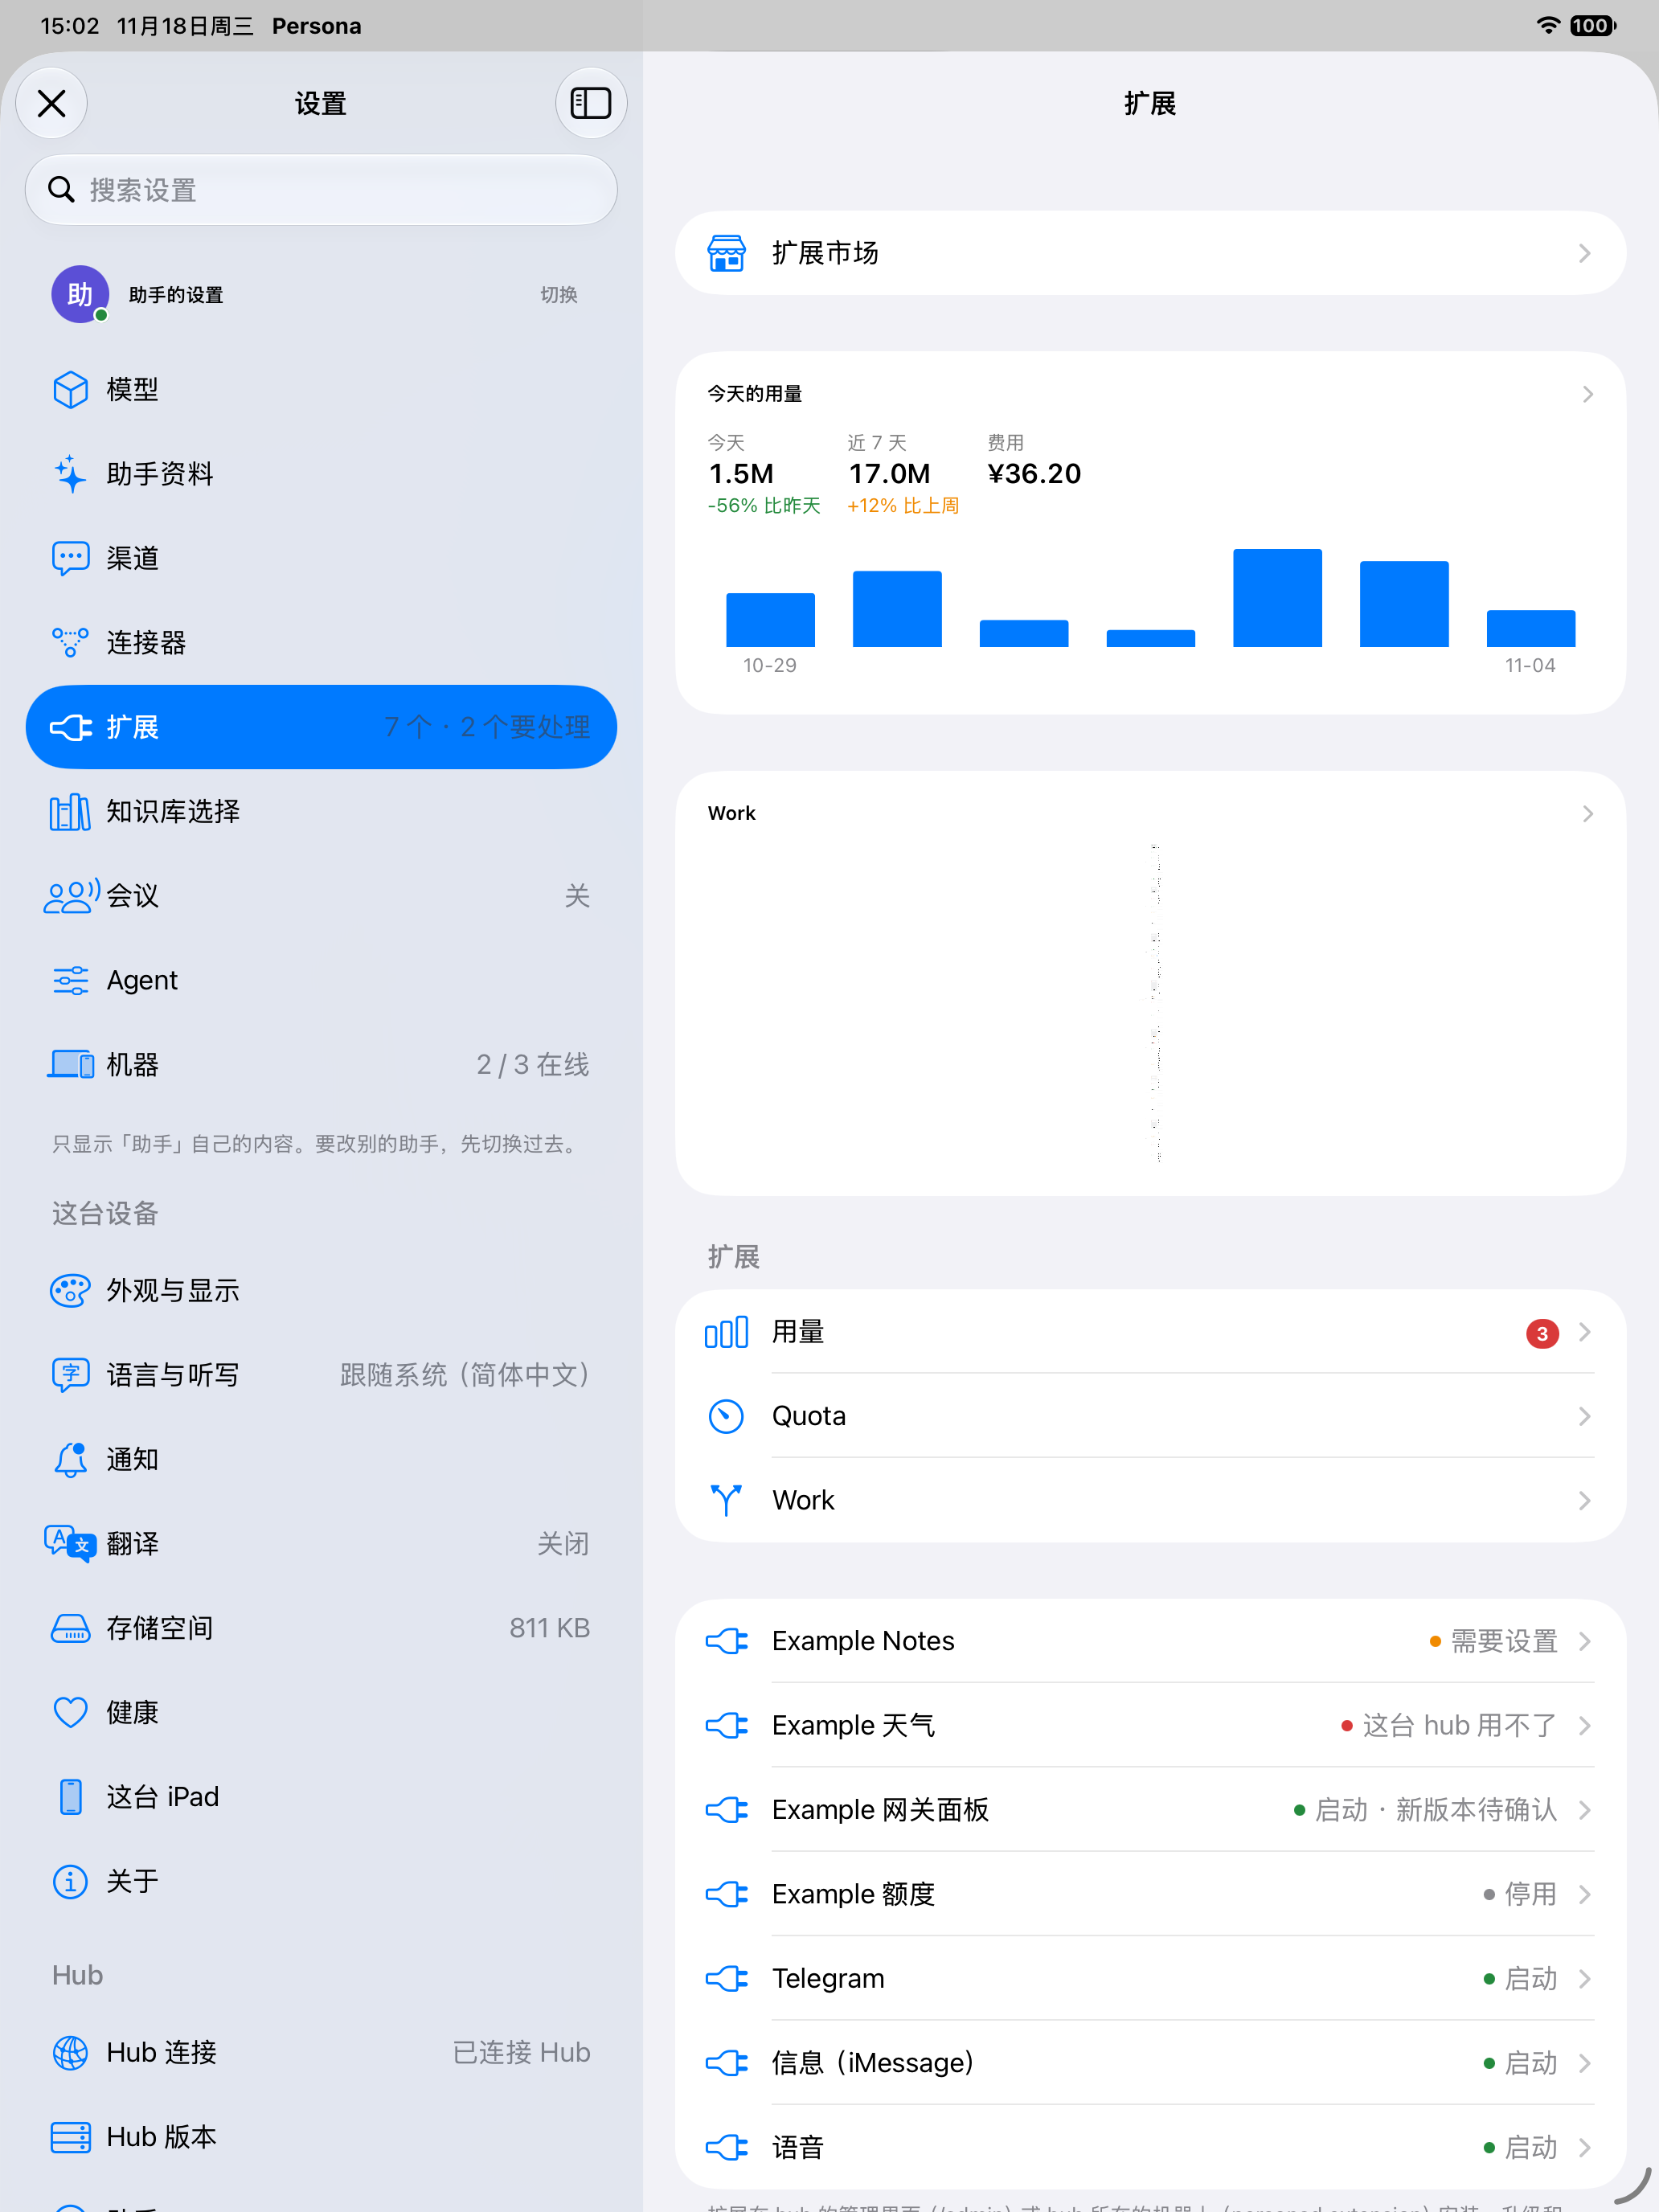 15:02 11月18日周三 Persona
100
设置
搜索设置
助 助手的设置 切换
模型
助手资料
渠道
连接器
扩展 7 个 · 2 个要处理
知识库选择
会议 关
Agent
机器 2 / 3 在线
只显示「助手」自己的内容。要改别的助手，先切换过去。
这台设备
外观与显示
字 语言与听写 跟随系统（简体中文）
通知
A 文 翻译 关闭
存储空间 811 KB
健康
这台 iPad
关于
Hub
Hub 连接 已连接 Hub
Hub 版本
扩展
扩展市场
今天的用量
今天 近 7 天 费用
1.5M 17.0M ¥36.20
-56% 比昨天 +12% 比上周
10-29 11-04
Work
扩展
用量 3
Quota
Work
Example Notes 需要设置
Example 天气 这台 hub 用不了
Example 网关面板 启动 · 新版本待确认
Example 额度 停用
Telegram 启动
信息（iMessage） 启动
语音 启动